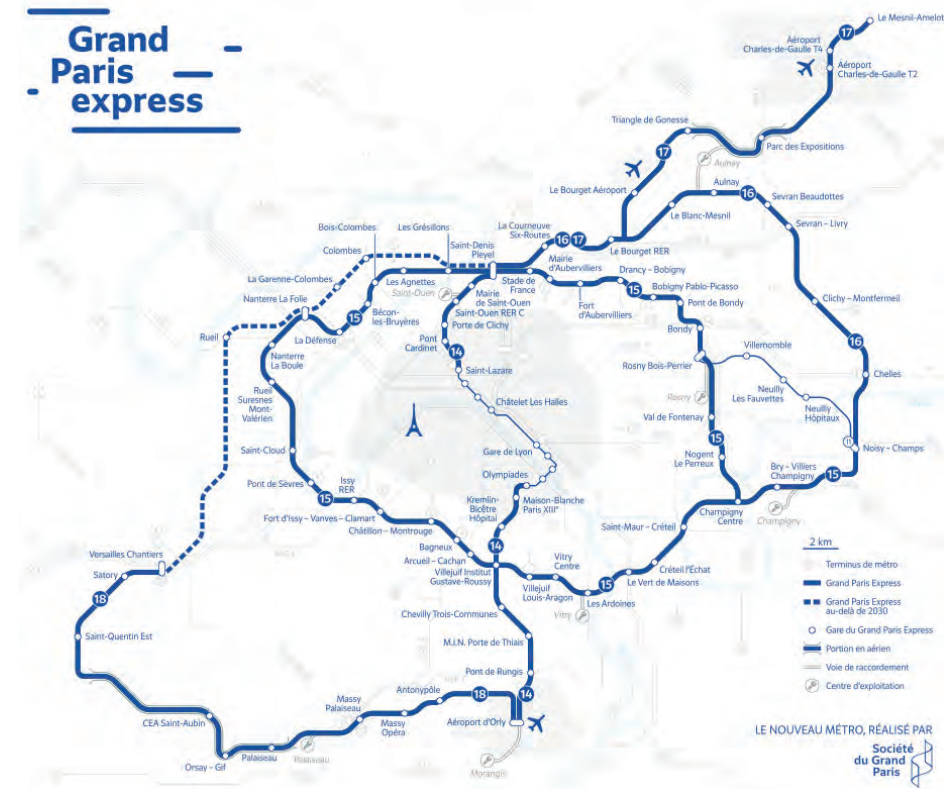 Grand
Paris
express
Le Mesnil-Amelot
17
Aéroport
Charles-de-Gaulle T4
Aéroport
Charles-de-Gaulle T2
Triangle de Gonesse
Parc des Expositions
17
Aulnay
Le Bourget Aéroport
Aulnay
16
Sevran Beaudottes
Le Blanc-Mesnil
Sevran – Livry
Bois-Colombes
Les Grésillons
La Courneuve
Six-Routes
16
17
Le Bourget RER
Saint-Denis
Pleyel
Colombes
Mairie
d'Aubervilliers
Drancy – Bobigny
La Garenne-Colombes
Les Agnettes
Stade de
France
15
Bobigny Pablo-Picasso
Saint-Ouen
Mairie
de Saint-Ouen
Saint-Ouen RER C
Fort
d'Aubervilliers
Pont de Bondy
Clichy – Montfermeil
Nanterre La Folie
15
Bécon-
les-Bruyères
Porte de Clichy
Bondy
Rueil
La Défense
Pont
Cardinet
14
Villemomble
16
Nanterre
La Boule
Saint-Lazare
Rosny Bois-Perrier
Neuilly
Les Fauvettes
Chelles
Rueil
Suresnes
Mont-
Valérien
Châtelet Les Halles
Rosny
Neuilly
Hôpitaux
Val de Fontenay
11
Saint-Cloud
Gare de Lyon
15
Noisy – Champs
Pont de Sèvres
Issy
RER
Olympiades
Nogent
Le Perreux
Bry – Villiers
Champigny
15
15
Kremlin-
Bicêtre
Hôpital
Maison-Blanche
Paris XIIIe
Champigny
Centre
Champigny
Fort d'Issy – Vanves – Clamart
Châtillon – Montrouge
Saint-Maur – Créteil
14
Bagneux
Arcueil – Cachan
Villejuif Institut
Gustave-Roussy
Vitry
Centre
Créteil l'Échat
Versailles Chantiers
Villejuif
Louis-Aragon
15
Le Vert de Maisons
Satory
Vitry
Les Ardoines
18
Chevilly Trois-Communes
Saint-Quentin Est
M.i.N. Porte de Thiais
Pont de Rungis
Antonypôle
18
14
Massy
Palaiseau
CEA Saint-Aubin
Massy
Opéra
Aéroport d'Orly
Orsay – Gif
Palaiseau
Palaiseau
Morangis
2 km
Terminus de métro
Grand Paris Express
Grand Paris Express
au-delà de 2030
Gare du Grand Paris Express
Portion en aérien
Voie de raccordement
Centre d'exploitation
LE NOUVEAU MÉTRO, RÉALISÉ PAR
Société
du Grand
Paris